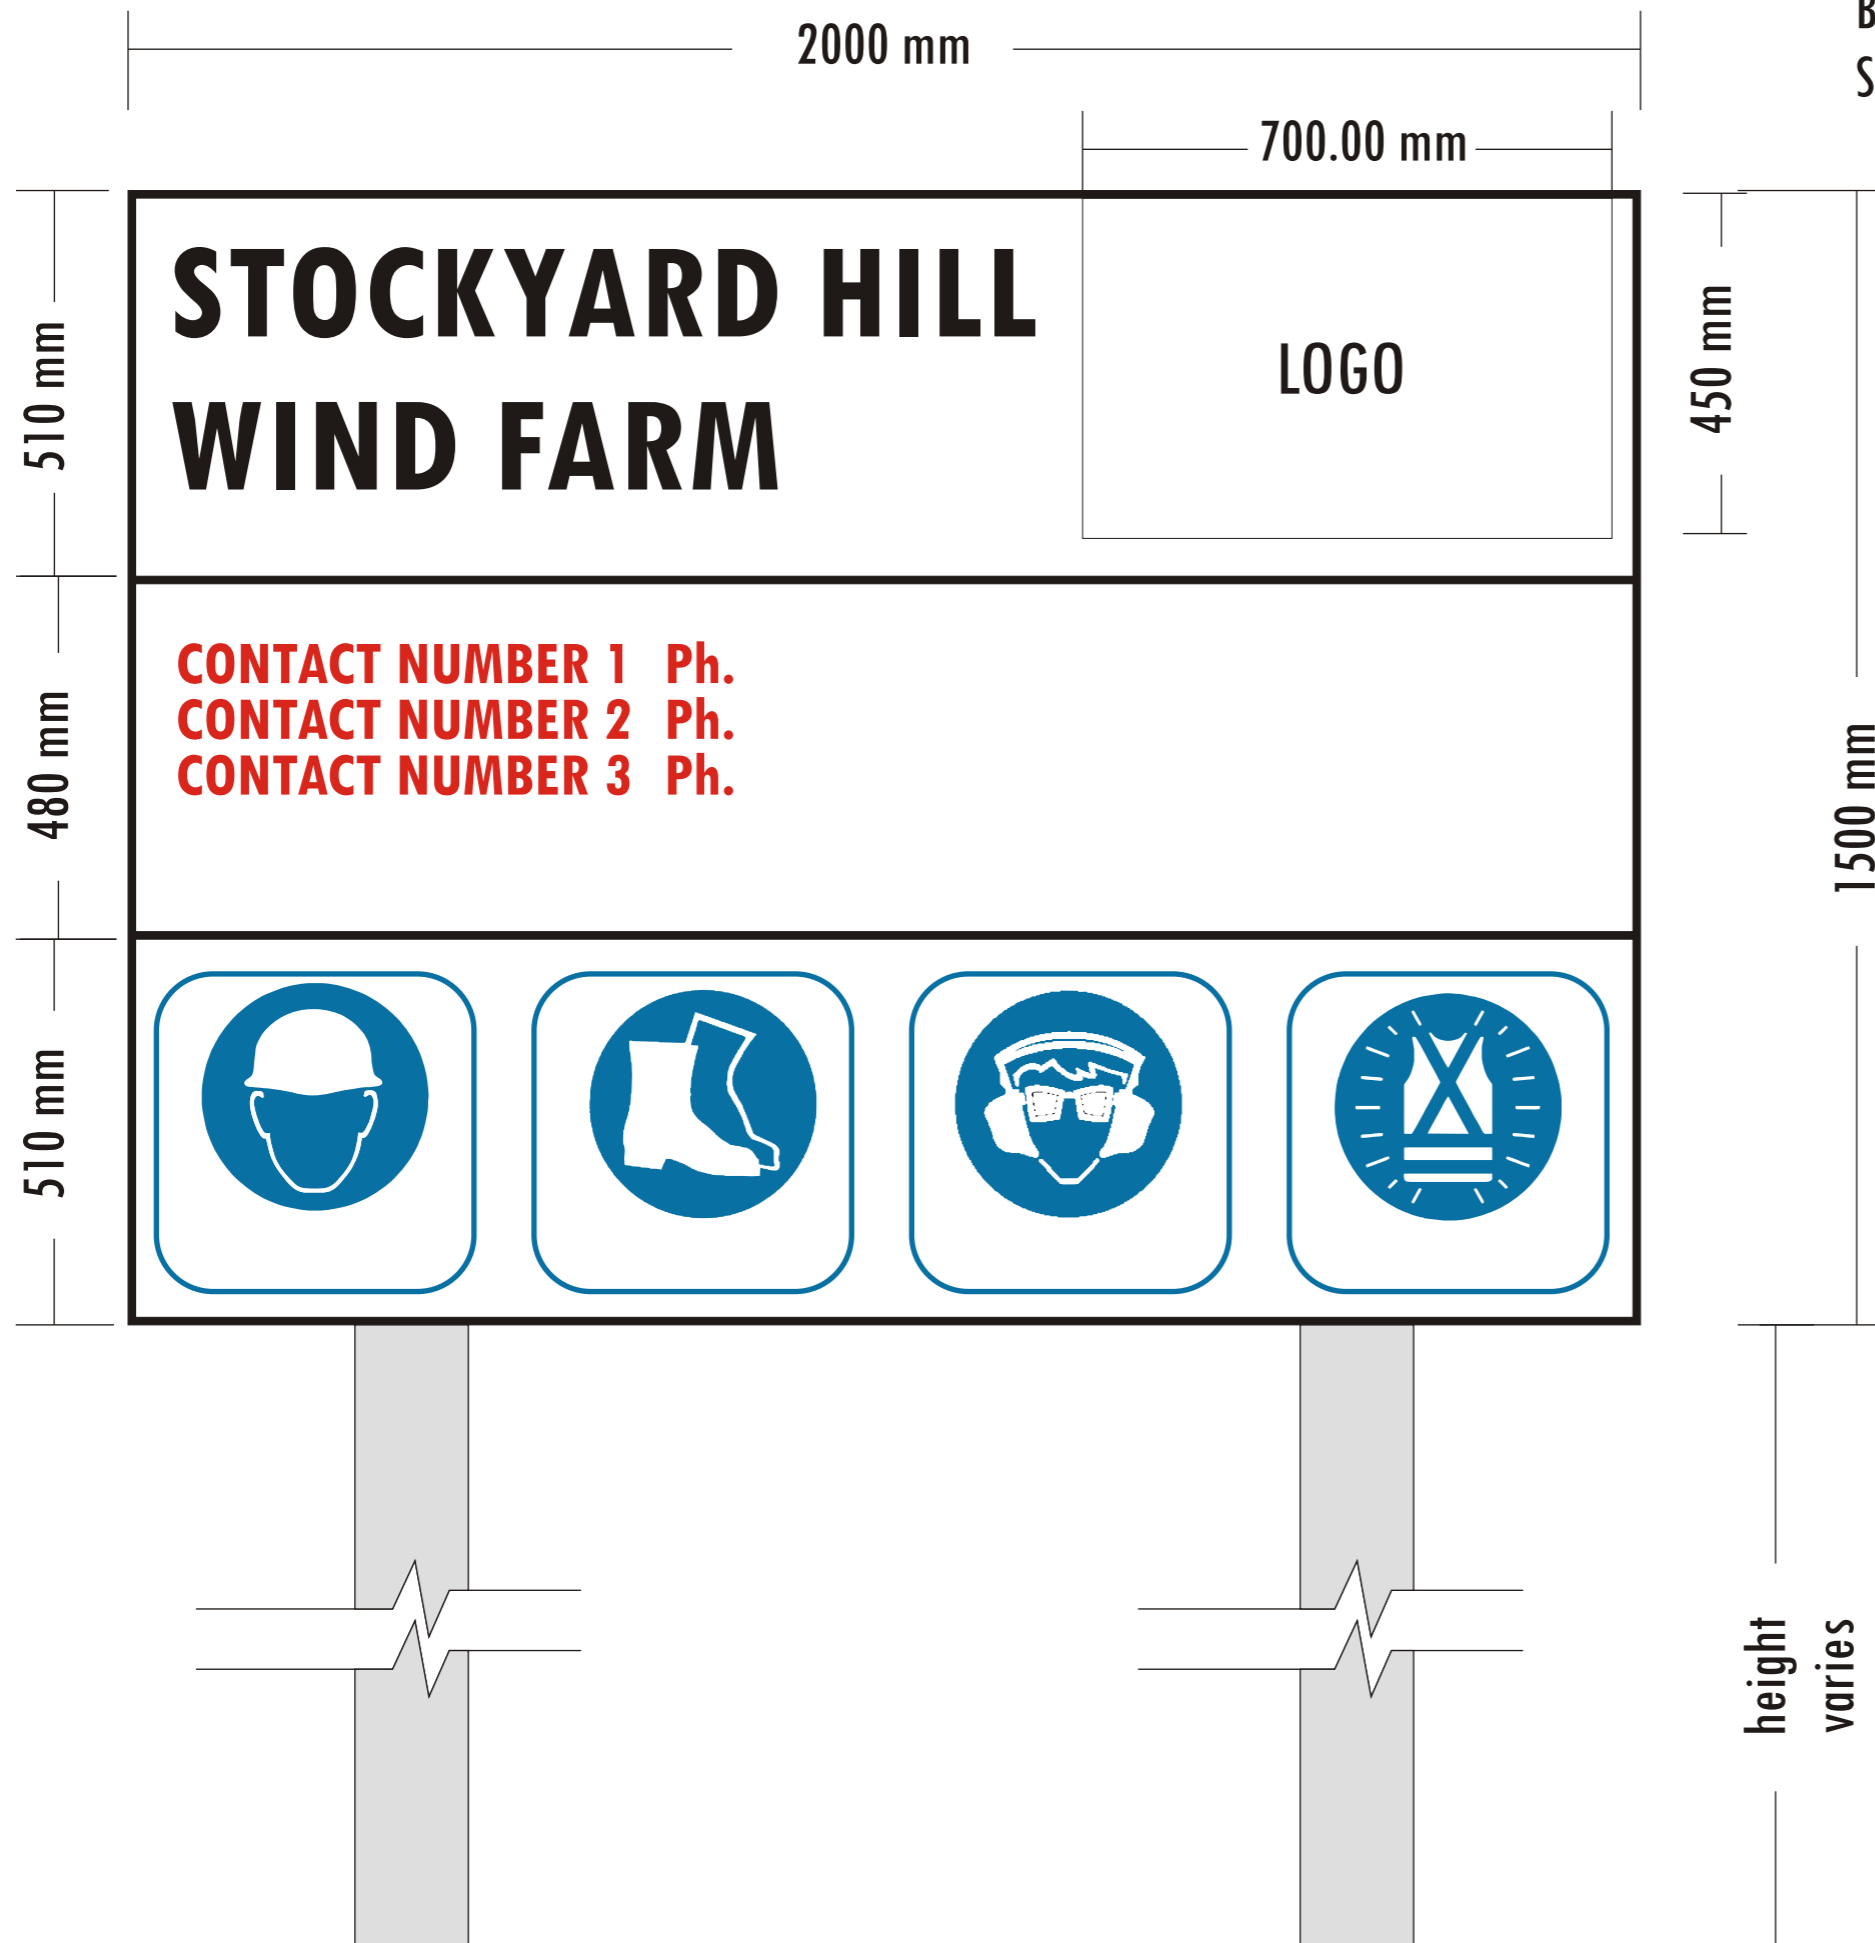 2000 mm
700.00 mm
STOCKYARD HILL
WIND FARM
LOGO
510 mm
450 mm
CONTACT NUMBER 1 Ph.
CONTACT NUMBER 2 Ph.
CONTACT NUMBER 3 Ph.
480 mm
1500 mm
510 mm
height
varies